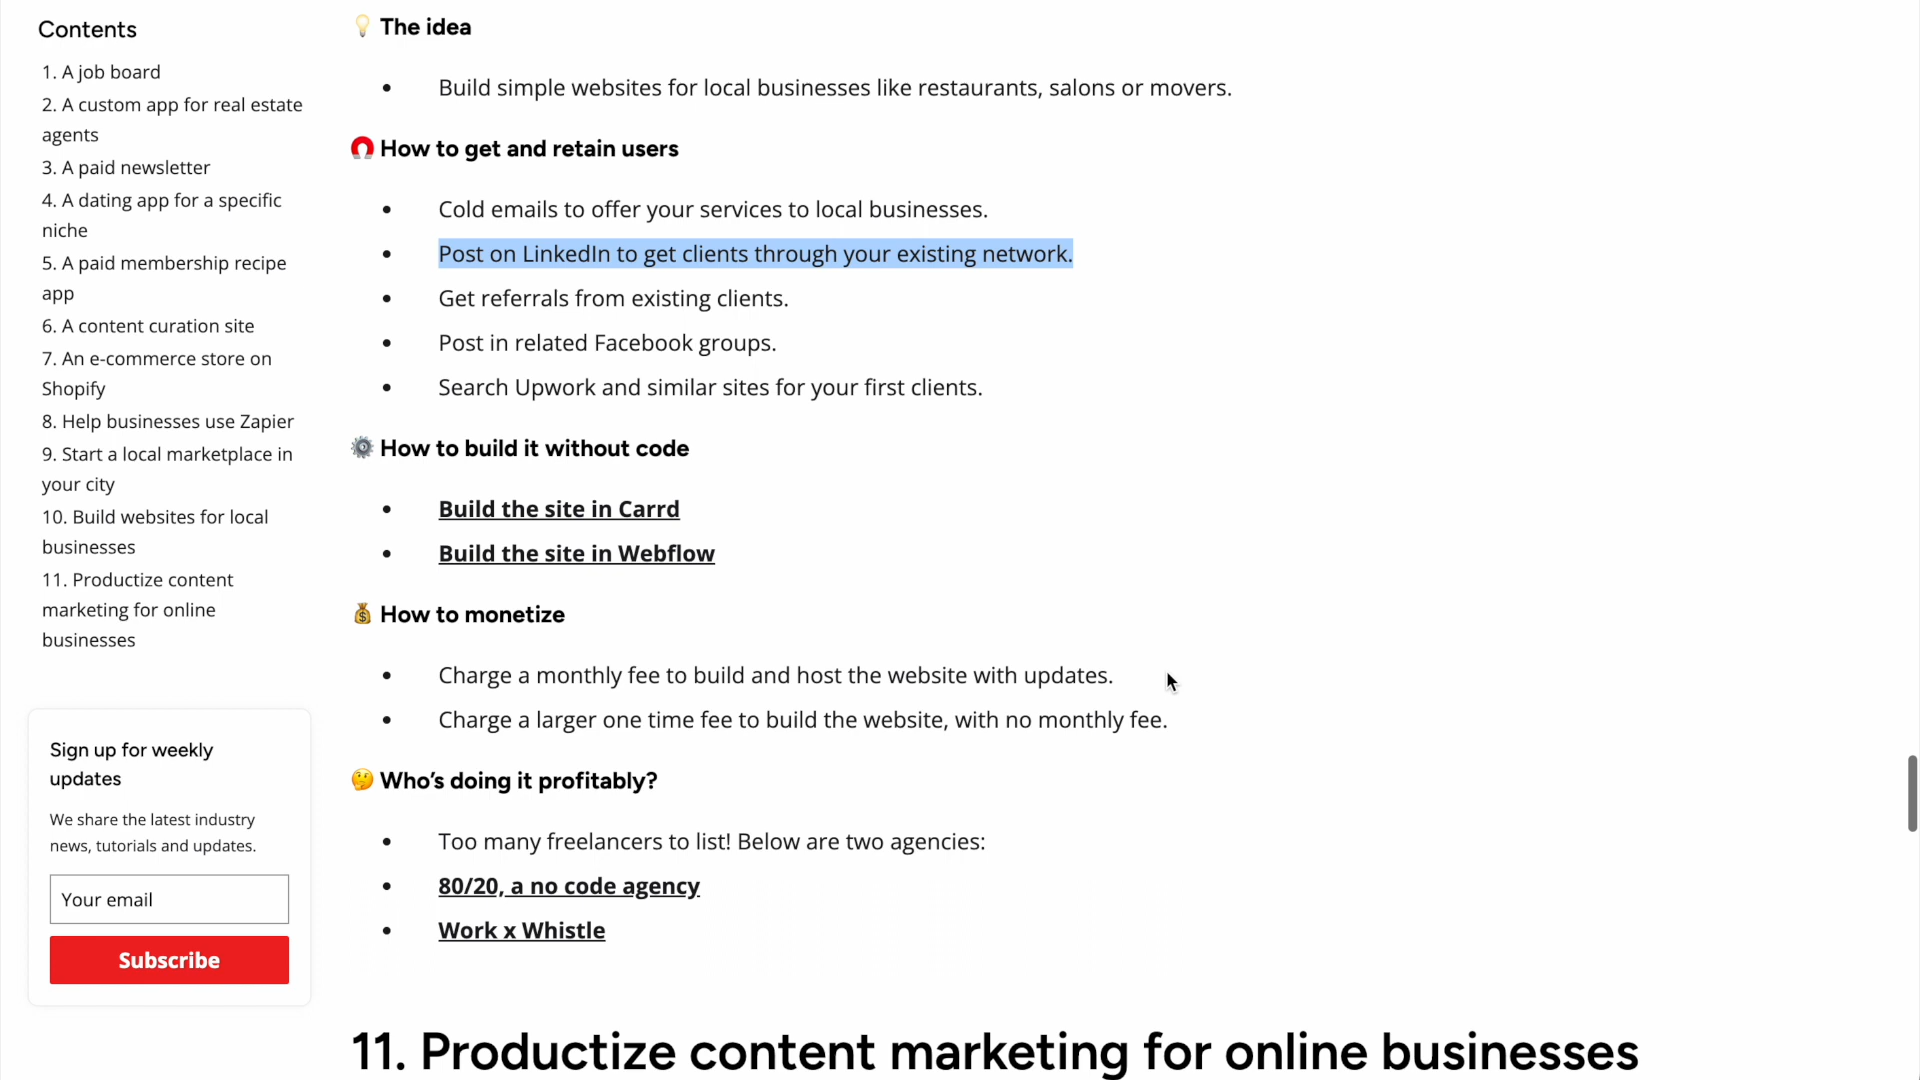 Contents
1. A job board
2. A custom app for real estate
agents
3. A paid newsletter
4. A dating app for a specific
niche
5. A paid membership recipe
app
6. A content curation site
7. An e-commerce store on
Shopify
8. Help businesses use Zapier
9. Start a local marketplace in
your city
10. Build websites for local
businesses
11. Productize content
marketing for online
businesses
Sign up for weekly
updates
We share the latest industry
news, tutorials and updates.
Your email
Subscribe
The idea
Build simple websites for local businesses like restaurants, salons or movers.
How to get and retain users
Cold emails to offer your services to local businesses.
Post on LinkedIn to get clients through your existing network.
Get referrals from existing clients.
Post in related Facebook groups.
Search Upwork and similar sites for your first clients.
How to build it without code
Build the site in Carrd
Build the site in Webflow
How to monetize
Charge a monthly fee to build and host the website with updates.
Charge a larger one time fee to build the website, with no monthly fee.
Who’s doing it profitably?
Too many freelancers to list! Below are two agencies:
80/20, a no code agency
Work x Whistle
11. Productize content marketing for online businesses